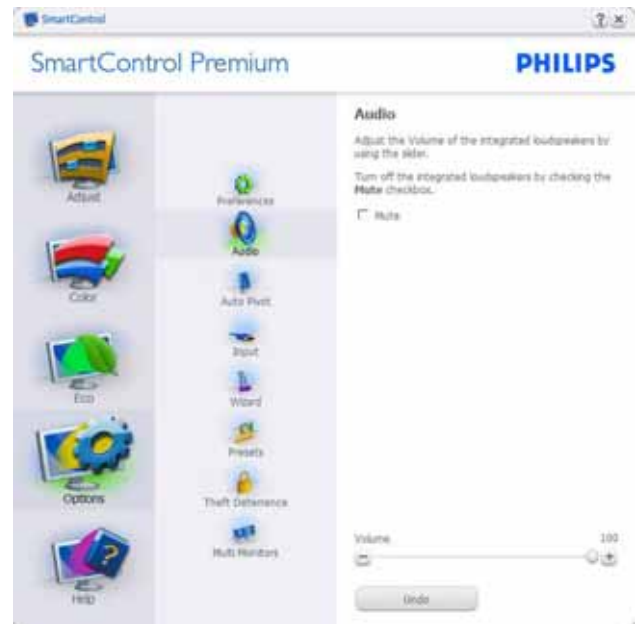 SmartControl
?
SmartControl Premium
PHILIPS
Adjust
Color
Eco
Options
Help
Preferences
Audio
Auto Pivot
Input
Wizard
Presets
Theft Deterrence
Multi Monitors
Audio
Adjust the Volume of the integrated loudspeakers by
using the slider.
Turn off the integrated loudspeakers by checking the
Mute checkbox.
Mute
Volume 100
Undo